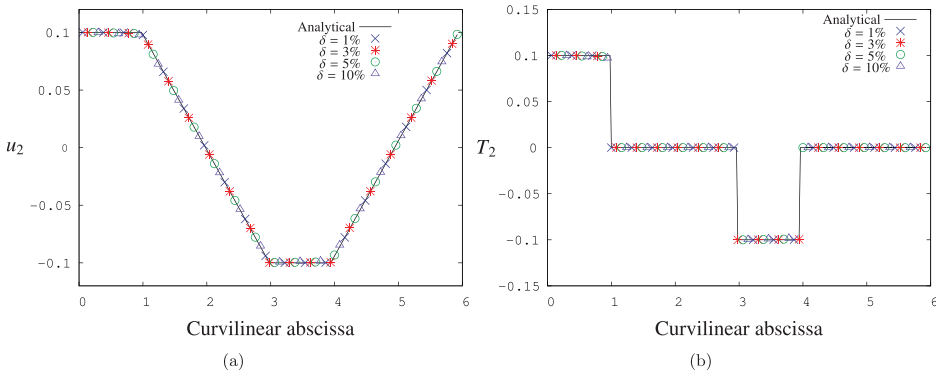 0.1
0.05
0
−0.05
−0.1
u2
0 1 2 3 4 5 6
Analytical
δ = 1%
δ = 3%
δ = 5%
δ = 10%
Curvilinear abscissa
(a)
0.15
0.1
0.05
0
−0.05
−0.1
−0.15
T2
0 1 2 3 4 5 6
Analytical
δ = 1%
δ = 3%
δ = 5%
δ = 10%
Curvilinear abscissa
(b)